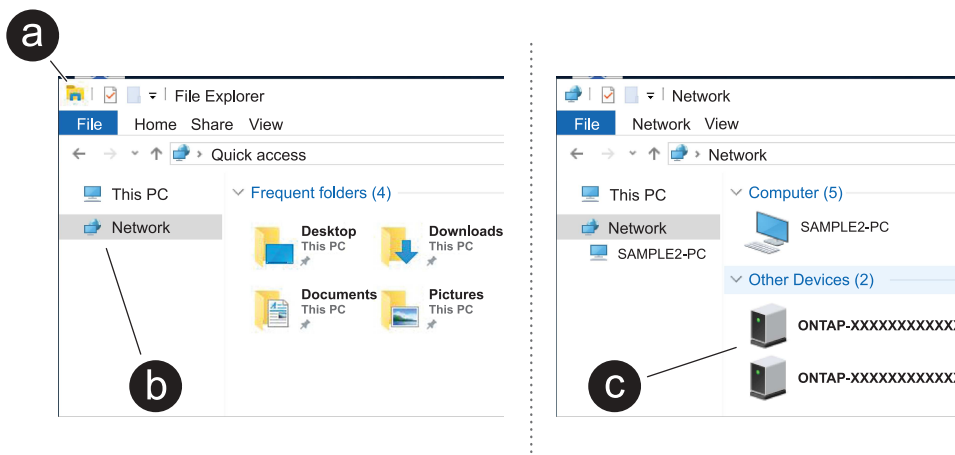 a
File Explorer
File Home Share View
Quick access
This PC
Network
Frequent folders (4)
Desktop
This PC
Downloads
This PC
Documents
This PC
Pictures
This PC
b
Network
File Network View
Network
This PC
Network
SAMPLE2-PC
Computer (5)
SAMPLE2-PC
Other Devices (2)
ONTAP-XXXXXXXXXXX
ONTAP-XXXXXXXXXXX
c